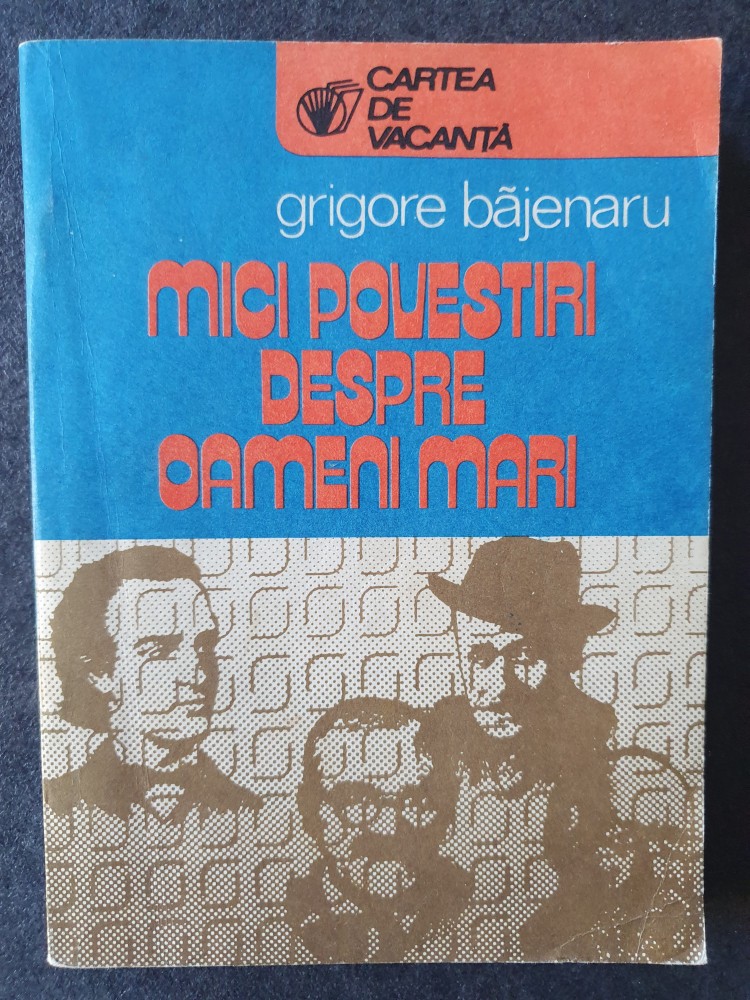 CARTEA
DE
VACANȚĂ
grigore băjenaru
MICI POVESTIRI
DESPRE
OAMENI MARI